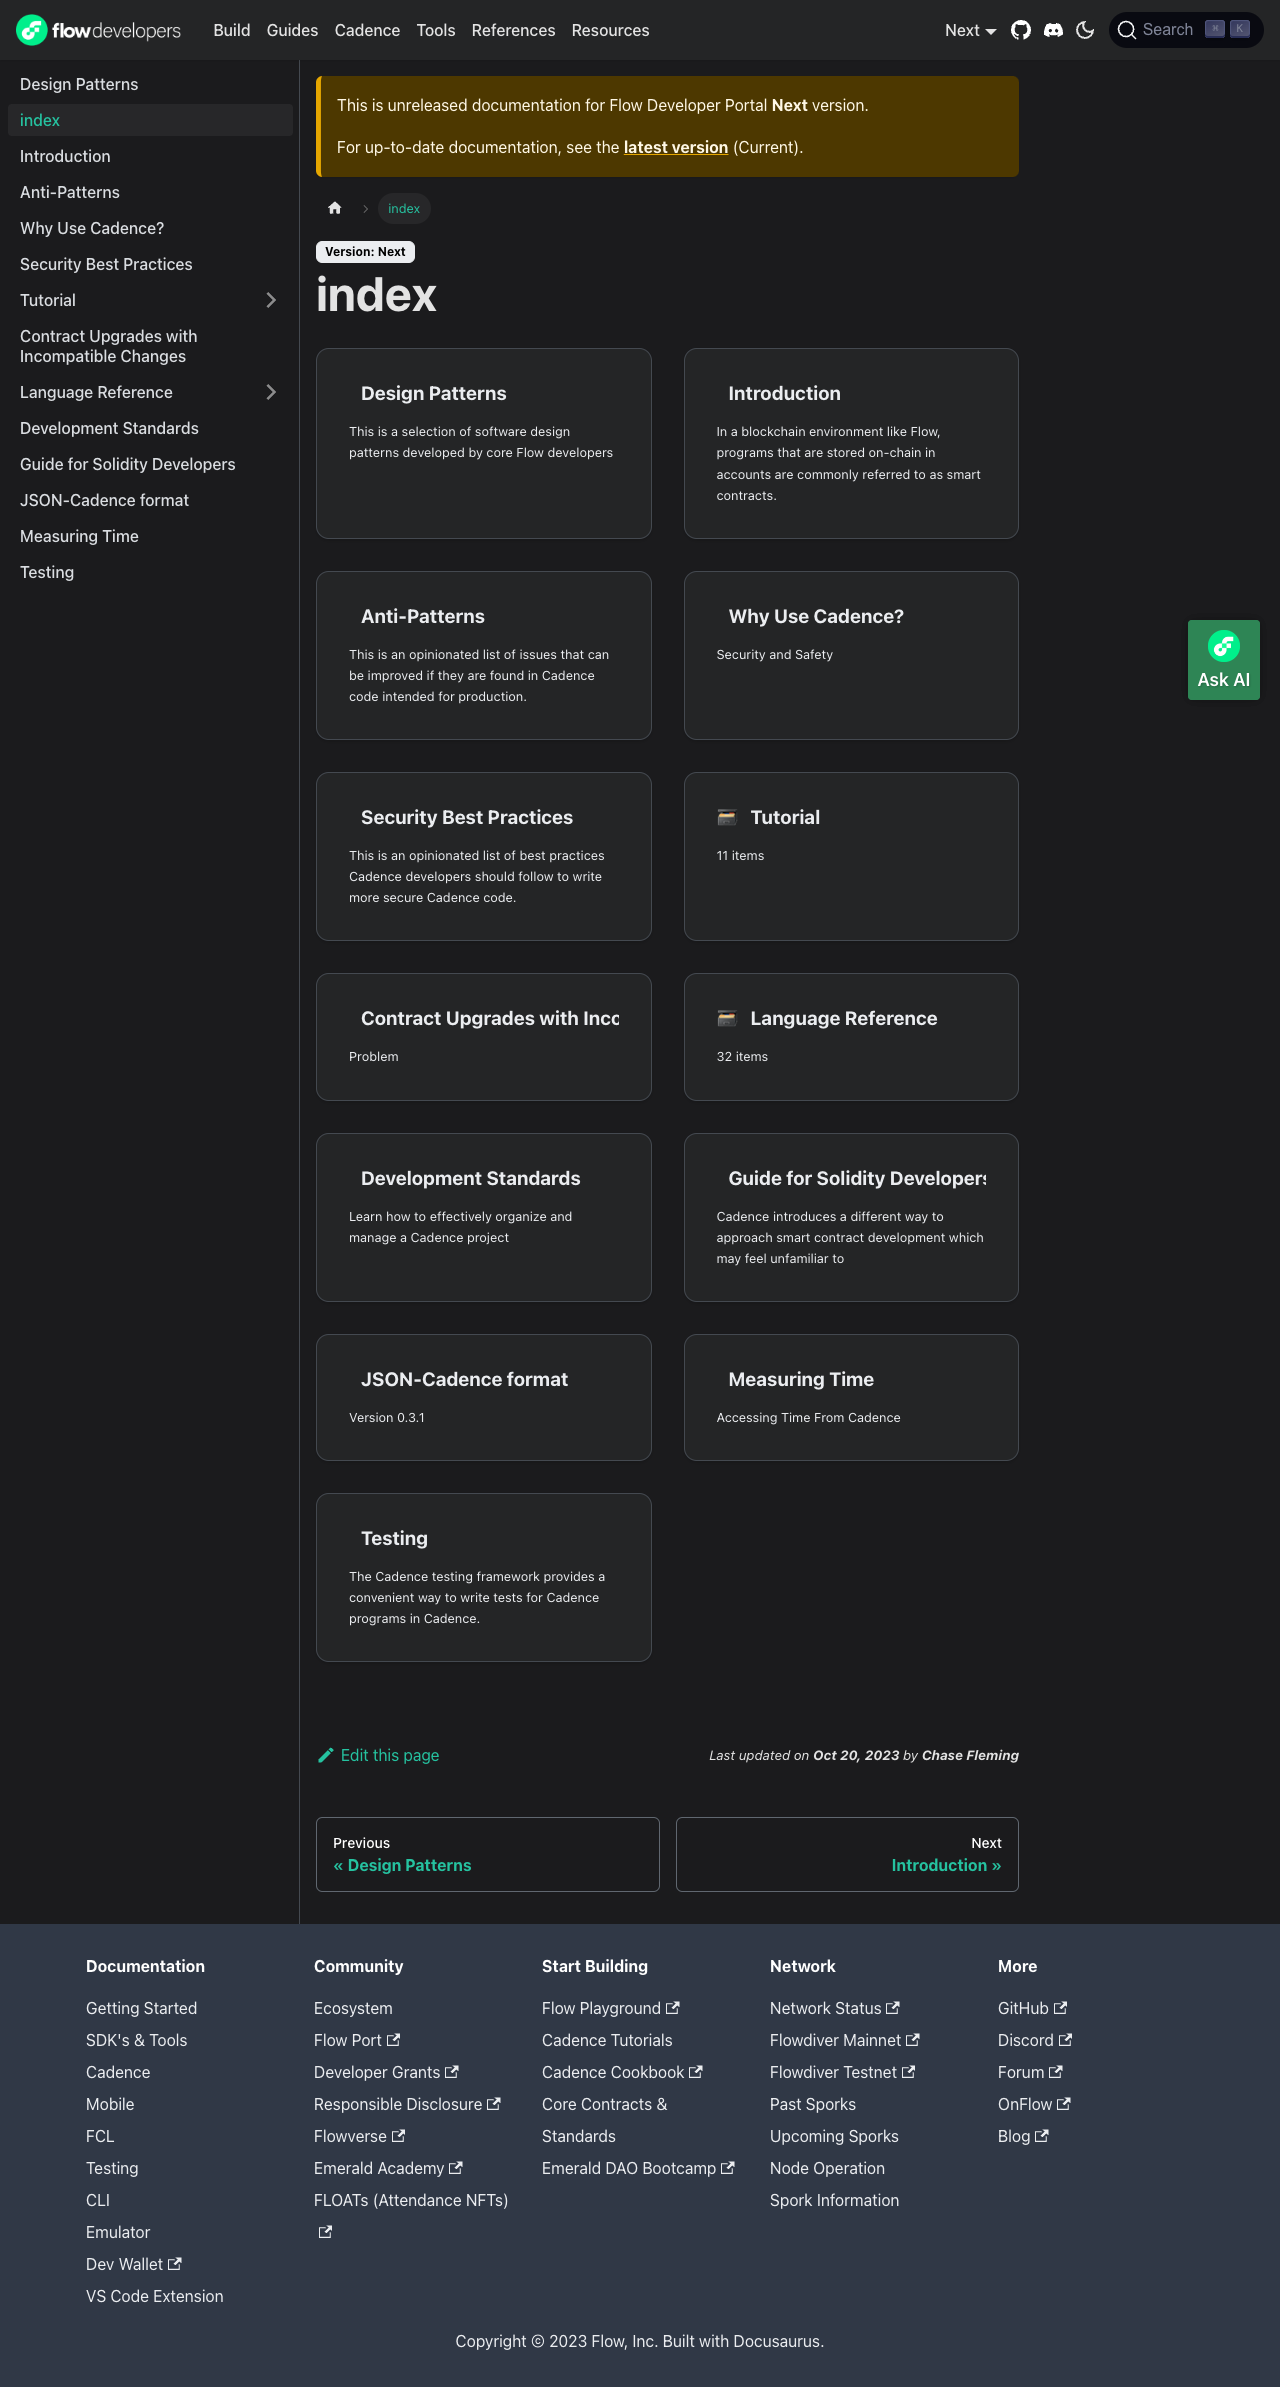 flowdevelopers
Build Guides Cadence Tools References Resources
Next
Search ⌘ K
Design Patterns
index
Introduction
Anti-Patterns
Why Use Cadence?
Security Best Practices
Tutorial
Contract Upgrades with
Incompatible Changes
Language Reference
Development Standards
Guide for Solidity Developers
JSON-Cadence format
Measuring Time
Testing
This is unreleased documentation for Flow Developer Portal Next version.
For up-to-date documentation, see the latest version (Current).
index
Version: Next
index
Design Patterns
This is a selection of software design
patterns developed by core Flow developers
Introduction
In a blockchain environment like Flow,
programs that are stored on-chain in
accounts are commonly referred to as smart
contracts.
Anti-Patterns
This is an opinionated list of issues that can
be improved if they are found in Cadence
code intended for production.
Why Use Cadence?
Security and Safety
Ask AI
Security Best Practices
This is an opinionated list of best practices
Cadence developers should follow to write
more secure Cadence code.
Tutorial
11 items
Contract Upgrades with Inco
Problem
Language Reference
32 items
Development Standards
Learn how to effectively organize and
manage a Cadence project
Guide for Solidity Developers
Cadence introduces a different way to
approach smart contract development which
may feel unfamiliar to
JSON-Cadence format
Version 0.3.1
Measuring Time
Accessing Time From Cadence
Testing
The Cadence testing framework provides a
convenient way to write tests for Cadence
programs in Cadence.
Edit this page
Last updated on Oct 20, 2023 by Chase Fleming
Previous
« Design Patterns
Next
Introduction »
Documentation
Getting Started
SDK's & Tools
Cadence
Mobile
FCL
Testing
CLI
Emulator
Dev Wallet
VS Code Extension
Community
Ecosystem
Flow Port
Developer Grants
Responsible Disclosure
Flowverse
Emerald Academy
FLOATs (Attendance NFTs)
Start Building
Flow Playground
Cadence Tutorials
Cadence Cookbook
Core Contracts &
Standards
Emerald DAO Bootcamp
Network
Network Status
Flowdiver Mainnet
Flowdiver Testnet
Past Sporks
Upcoming Sporks
Node Operation
Spork Information
More
GitHub
Discord
Forum
OnFlow
Blog
Copyright © 2023 Flow, Inc. Built with Docusaurus.